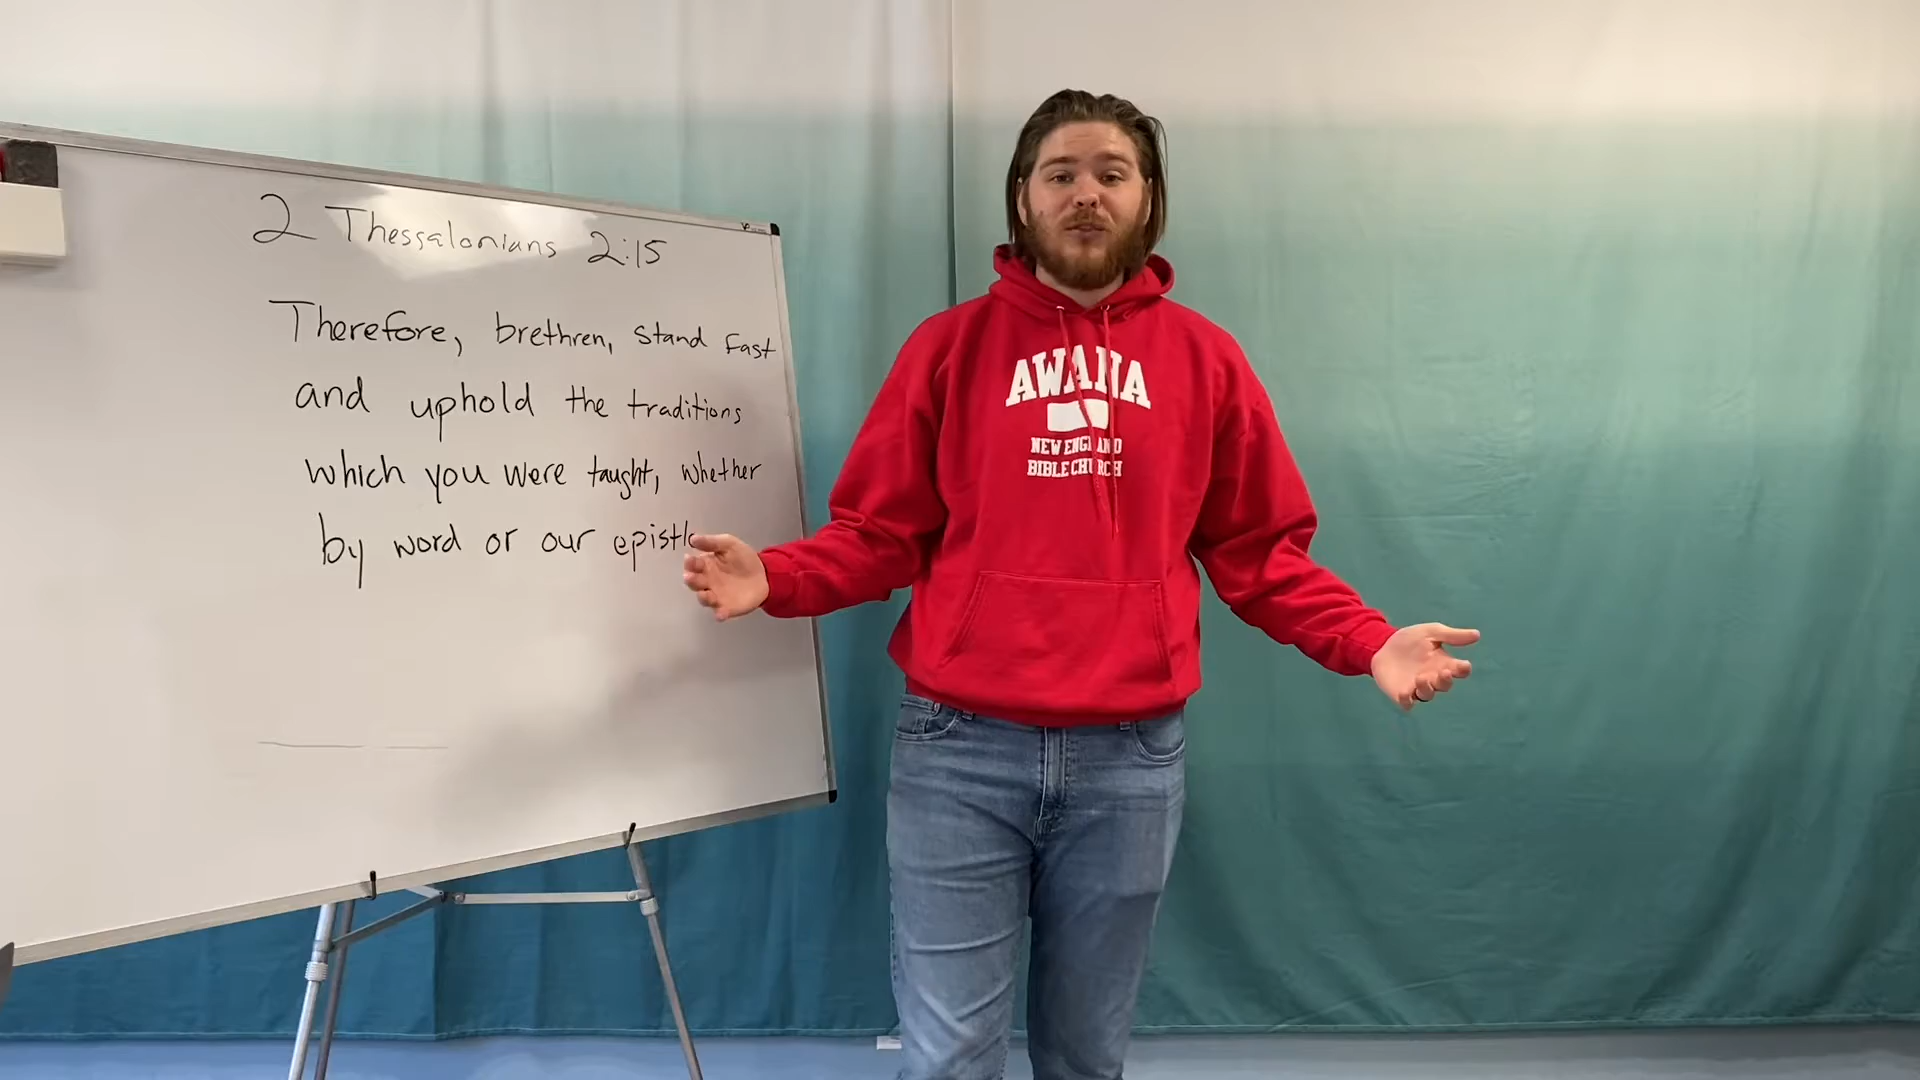 2 Thessalonians 2:15
Therefore, brethren, stand fast
and uphold the traditions
which you were taught, whether
by word or our epistle
AWANA
NEW ENGLAND
BIBLE CHURCH